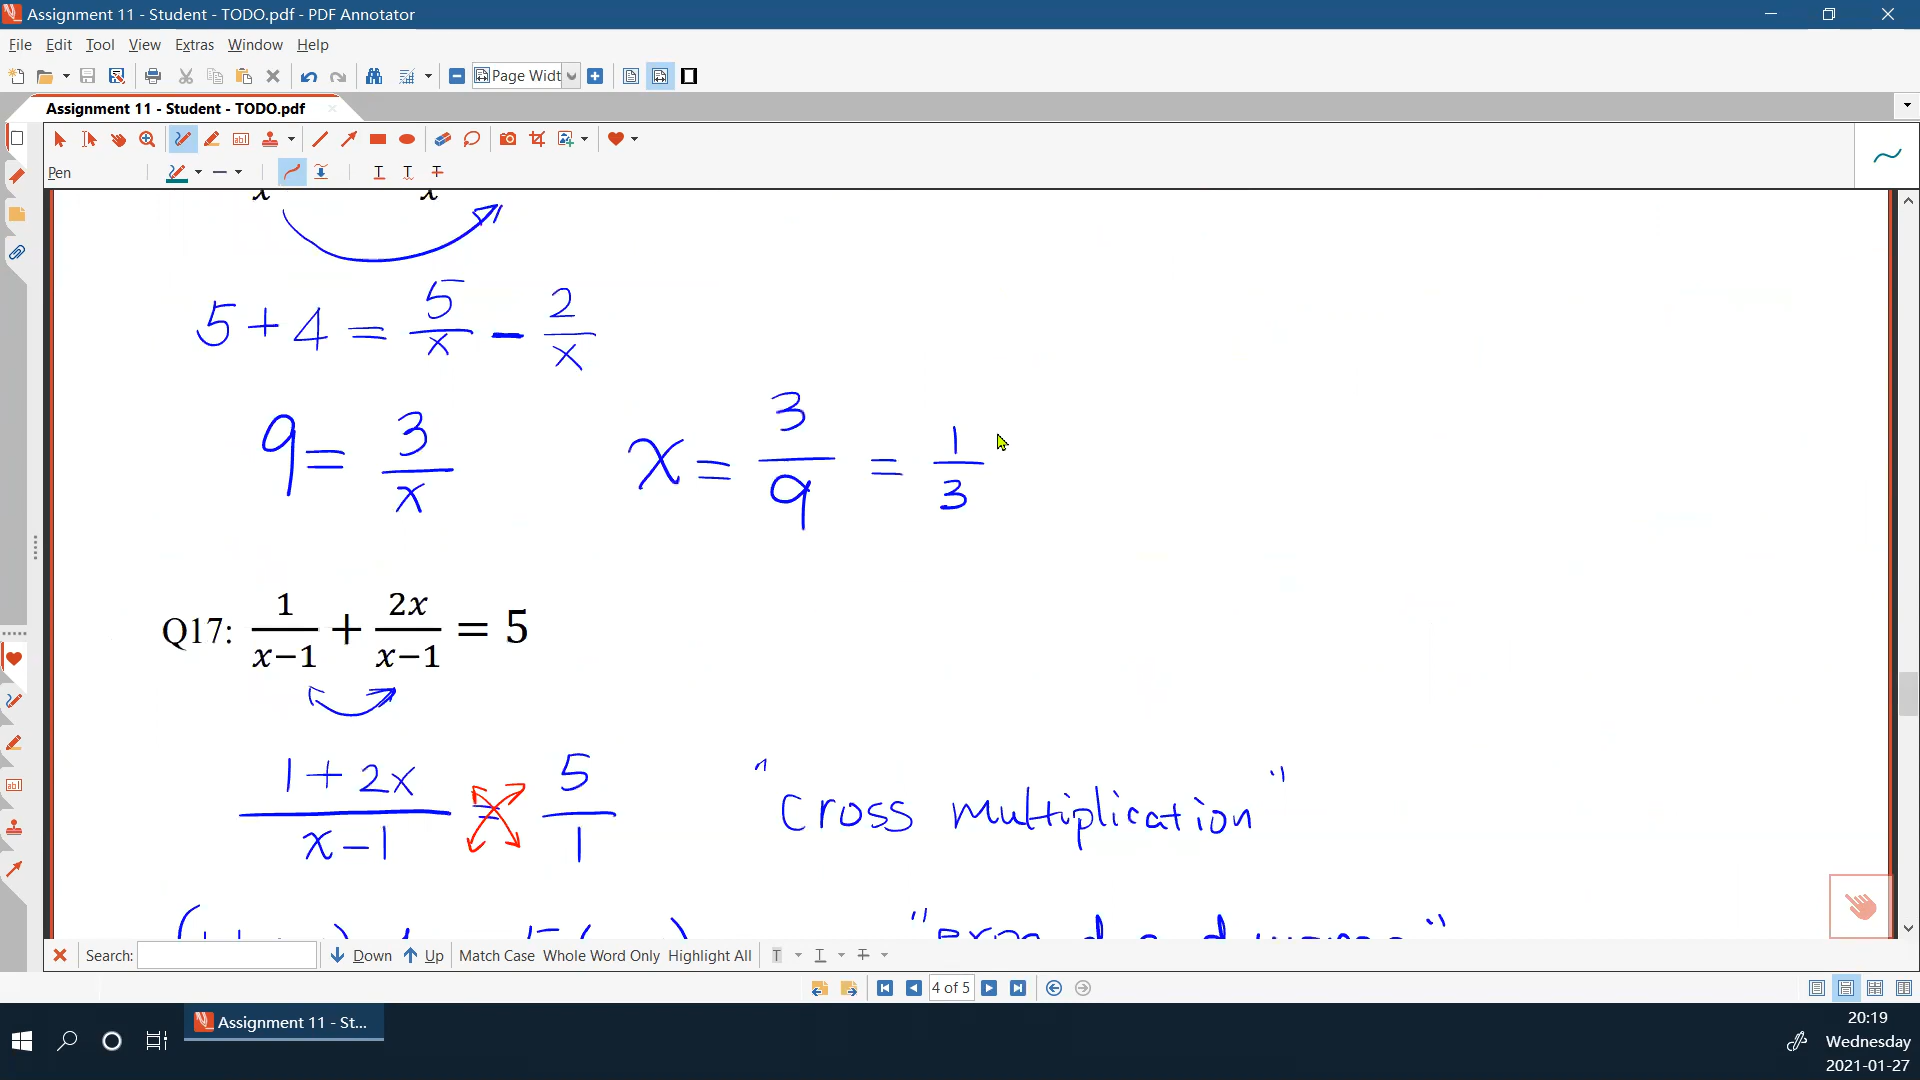 Assignment 11 - Student - TODO.pdf - PDF Annotator
File Edit Tool View Extras Window Help
Page Widt
Assignment 11 - Student - TODO.pdf
Pen
x x
5 + 4 = 5/x - 2/x
9 = 3/x x = 3/9 = 1/3
Q17: 1/(x−1) + 2x/(x−1) = 5
(1 + 2x)/(x − 1) = 5/1 "Cross multiplication"
Search: Down Up Match Case Whole Word Only Highlight All T I
4 of 5
Assignment 11 - St...
20:19
Wednesday
2021-01-27